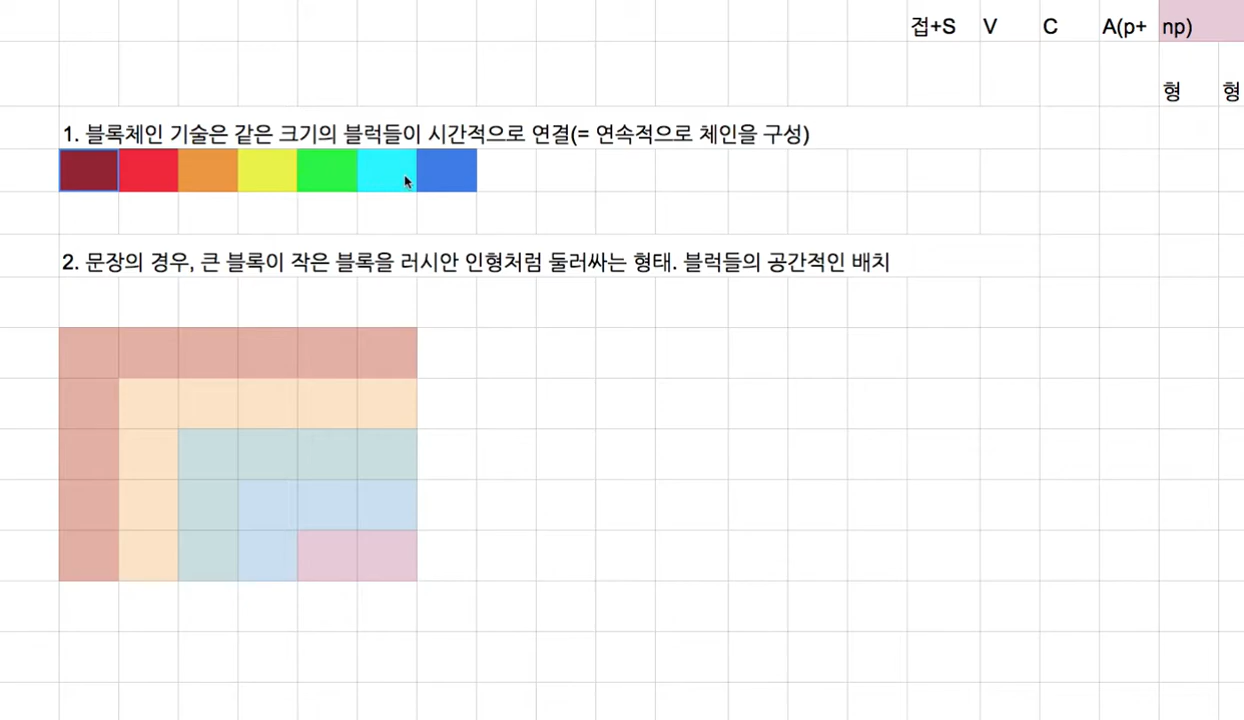 접+S V C A(p+ np)
형 형
1. 블록체인 기술은 같은 크기의 블럭들이 시간적으로 연결(= 연속적으로 체인을 구성)
2. 문장의 경우, 큰 블록이 작은 블록을 러시안 인형처럼 둘러싸는 형태. 블럭들의 공간적인 배치